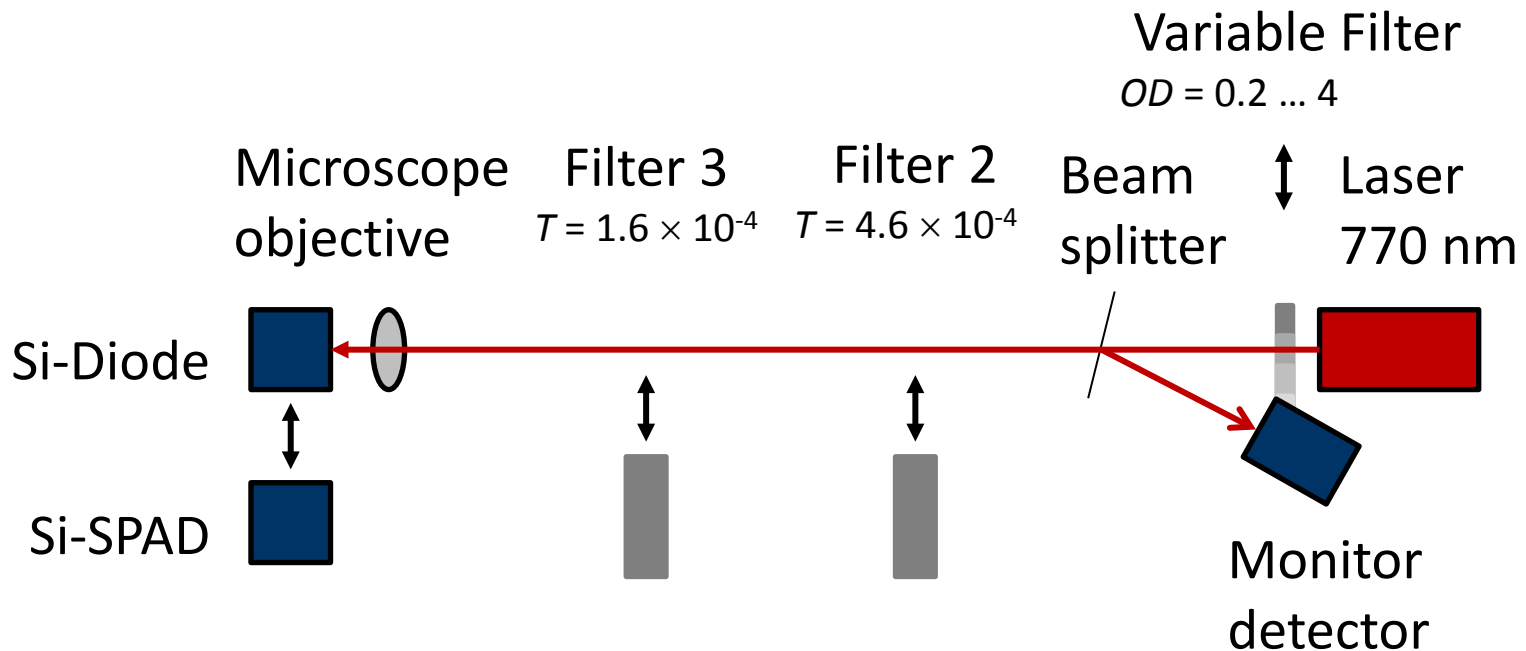 Variable Filter
OD = 0.2 ... 4
Microscope
objective
Filter 3
T = 1.6 × 10⁻⁴
Filter 2
T = 4.6 × 10⁻⁴
Beam
splitter
Laser
770 nm
Si-Diode
Si-SPAD
Monitor
detector